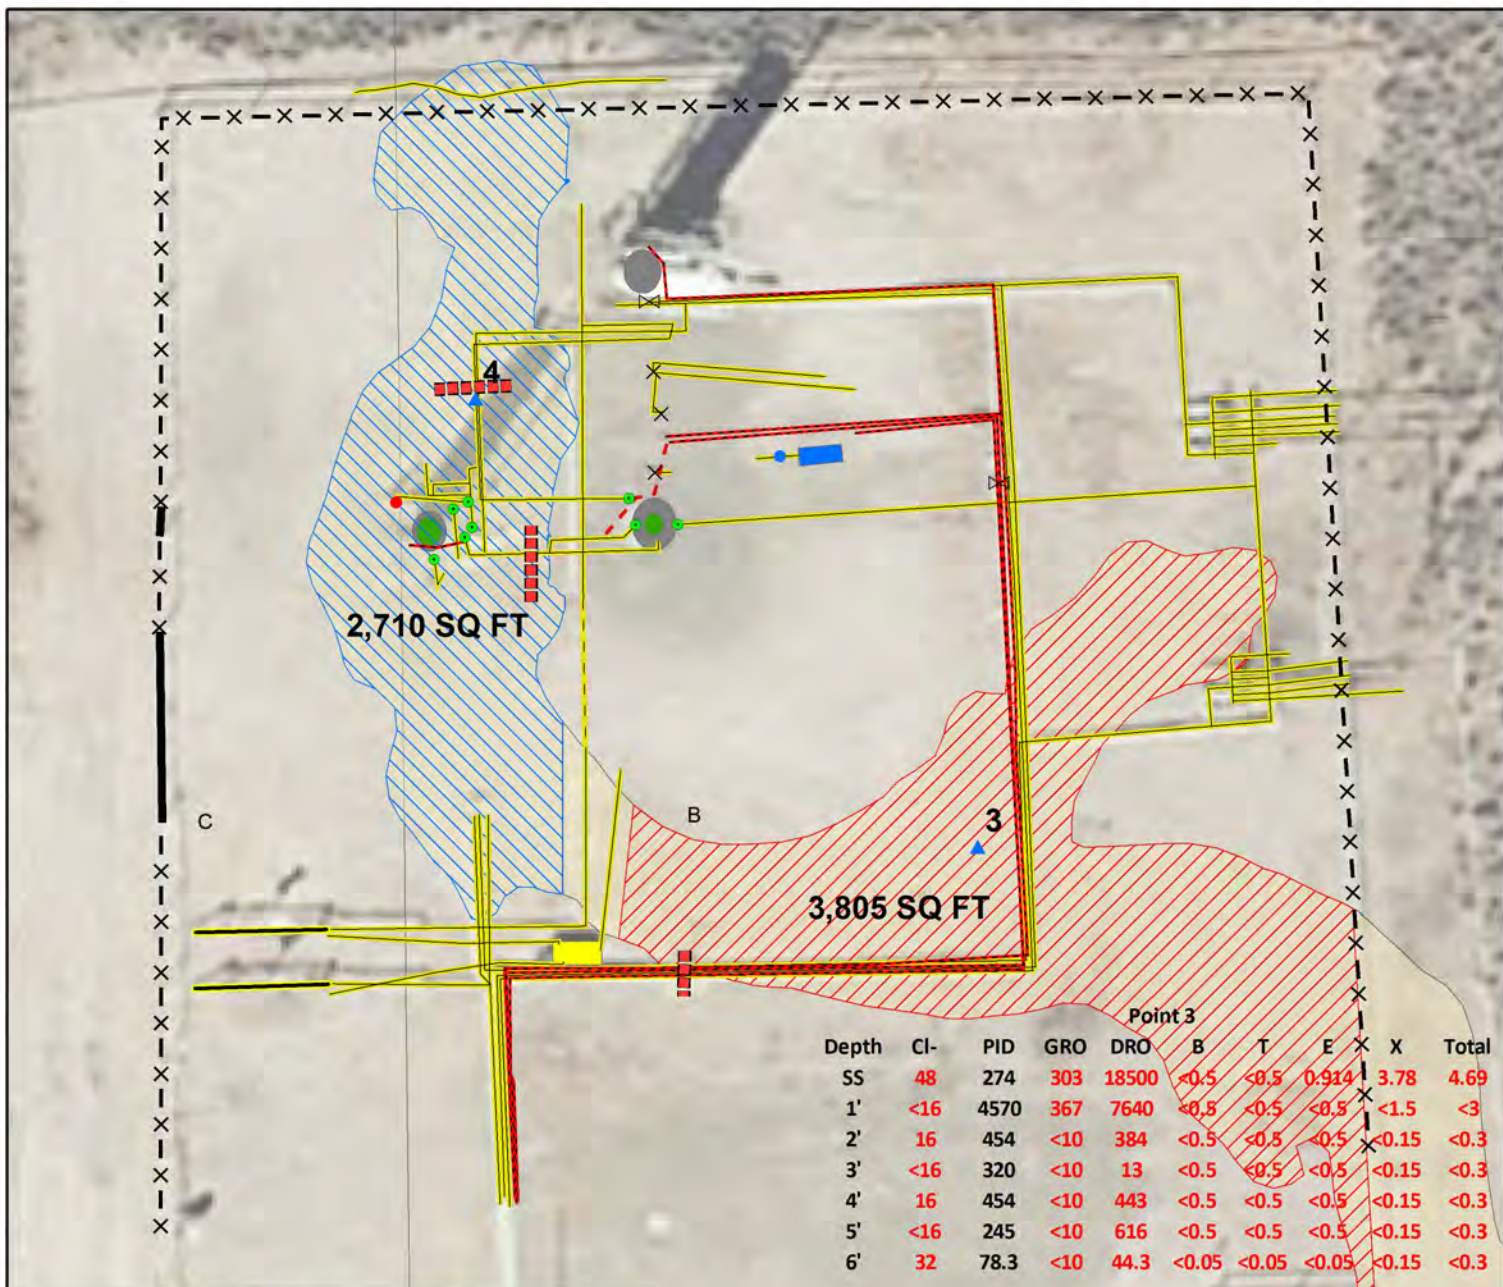 4
2,710 SQ FT
C
B
3
3,805 SQ FT
Point 3
Depth Cl- PID GRO DRO B T E X Total
SS 48 274 303 18500 <0.5 <0.5 0.914 3.78 4.69
1' <16 4570 367 7640 <0.5 <0.5 <0.5 <1.5 <3
2' 16 454 <10 384 <0.5 <0.5 <0.5 <0.15 <0.3
3' <16 320 <10 13 <0.5 <0.5 <0.5 <0.15 <0.3
4' 16 454 <10 443 <0.5 <0.5 <0.5 <0.15 <0.3
5' <16 245 <10 616 <0.5 <0.5 <0.5 <0.15 <0.3
6' 32 78.3 <10 44.3 <0.05 <0.05 <0.05 <0.15 <0.3